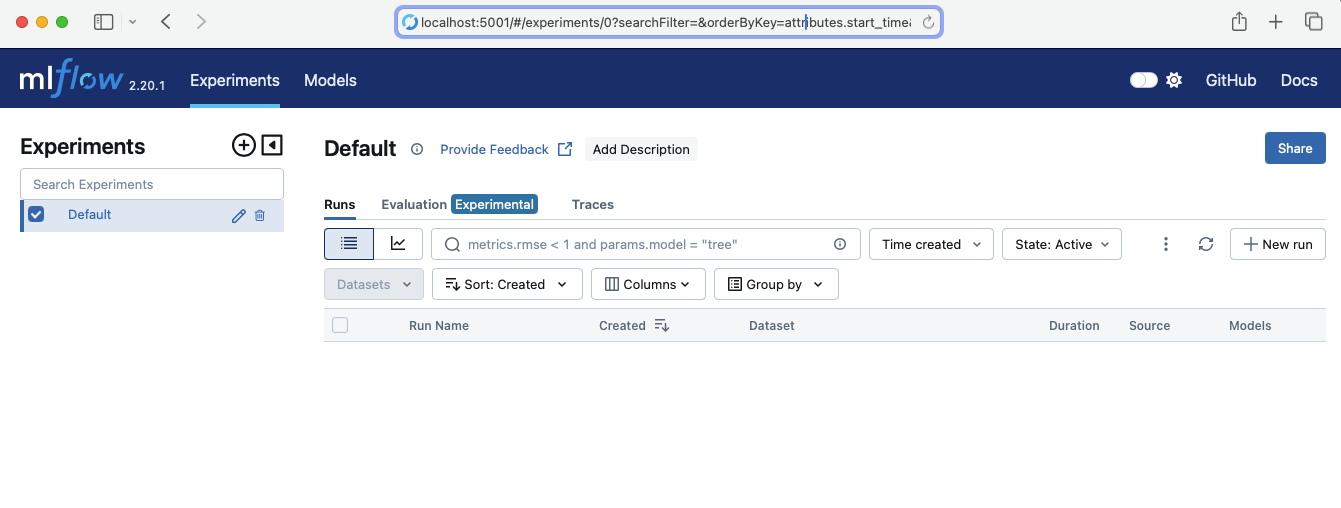 localhost:5001/#/experiments/0?searchFilter=&orderByKey=attributes.start_time&
mlflow 2.20.1 Experiments Models GitHub Docs
Experiments
Search Experiments
Default
Default Provide Feedback Add Description Share
Runs Evaluation Experimental Traces
metrics.rmse < 1 and params.model = "tree" Time created State: Active New run
Datasets Sort: Created Columns Group by
Run Name Created Dataset Duration Source Models